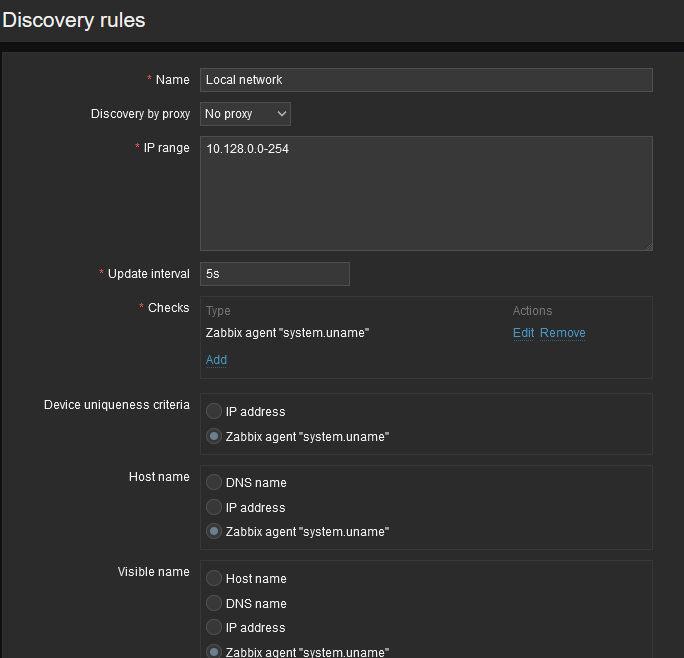 Discovery rules
* Name Local network
Discovery by proxy No proxy
* IP range 10.128.0.0-254
* Update interval 5s
* Checks Type Actions
Zabbix agent "system.uname" Edit Remove
Add
Device uniqueness criteria IP address
Zabbix agent "system.uname"
Host name DNS name
IP address
Zabbix agent "system.uname"
Visible name Host name
DNS name
IP address
Zabbix agent "system.uname"